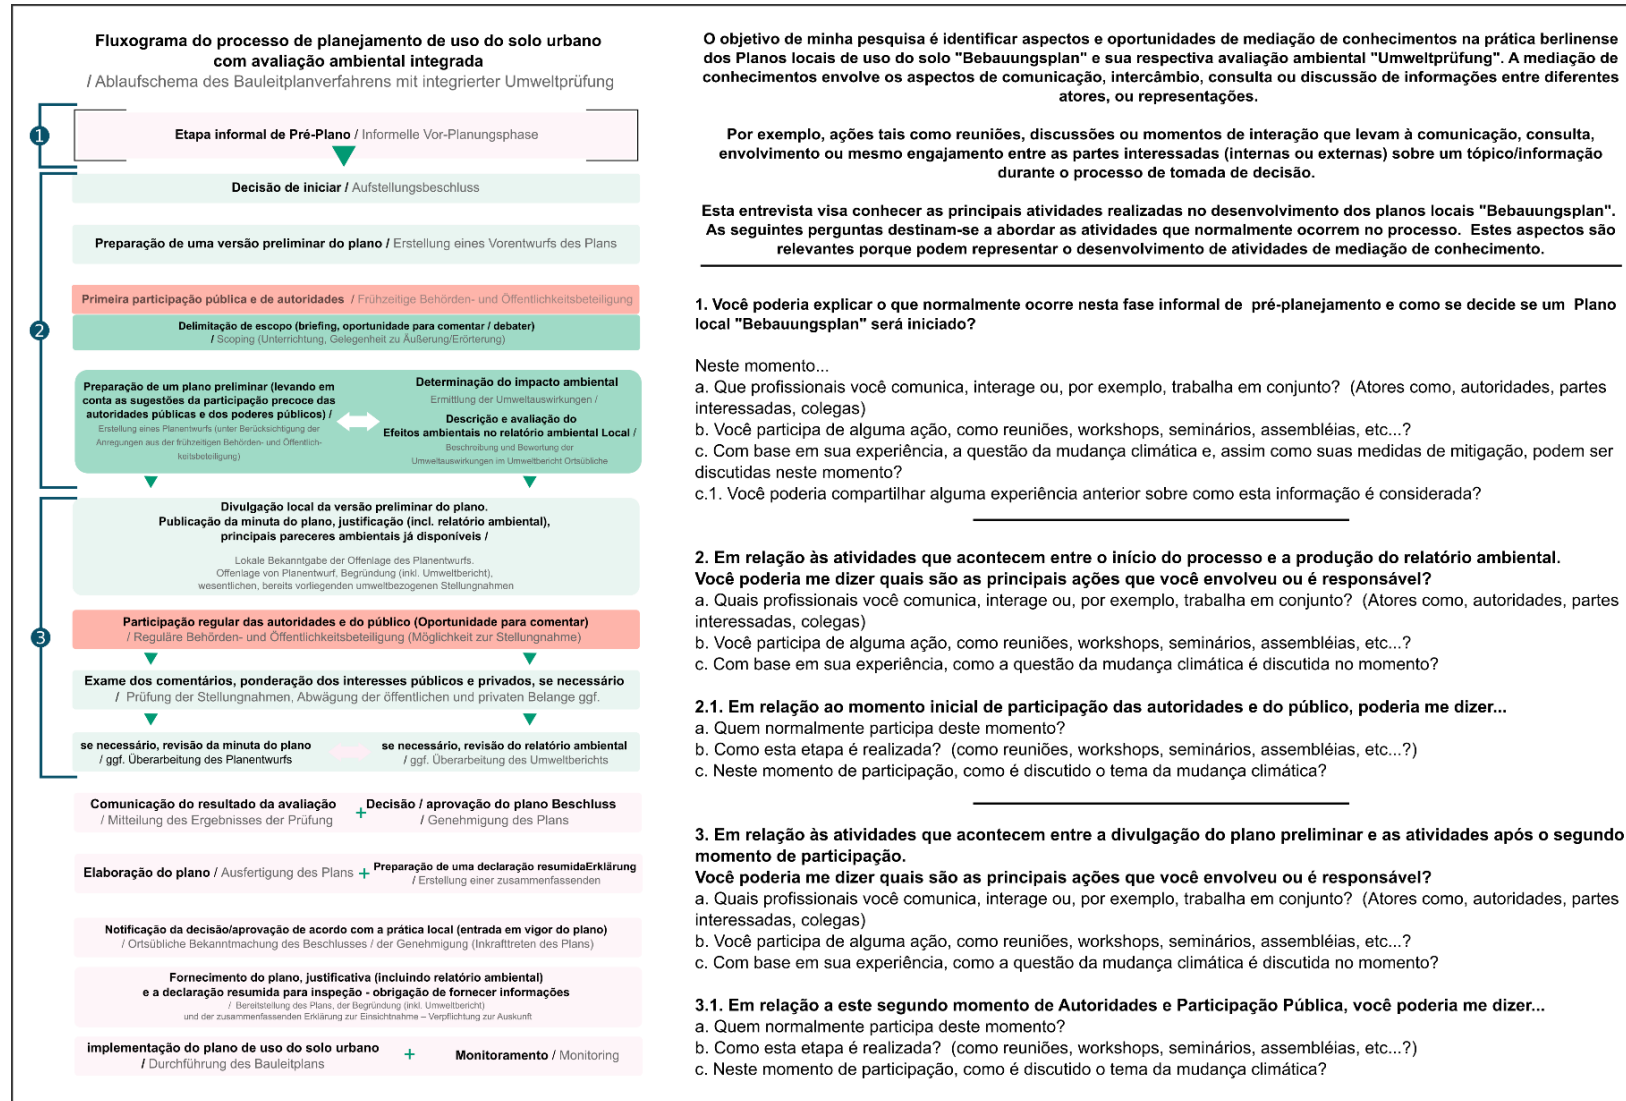 Fluxograma do processo de planejamento de uso do solo urbano
com avaliação ambiental integrada
/ Ablaufschema des Bauleitplanverfahrens mit integrierter Umweltprüfung
1
Etapa informal de Pré-Plano / Informelle Vor-Planungsphase
2
Decisão de iniciar / Aufstellungsbeschluss
Preparação de uma versão preliminar do plano / Erstellung eines Vorentwurfs des Plans
Primeira participação pública e de autoridades / Frühzeitige Behörden- und Öffentlichkeitsbeteiligung
Delimitação de escopo (briefing, oportunidade para comentar / debater)
/ Scoping (Unterrichtung, Gelegenheit zu Äußerung/Erörterung)
Preparação de um plano preliminar (levando em
conta as sugestões da participação precoce das
autoridades públicas e dos poderes públicos) /
Erstellung eines Planentwurfs (unter Berücksichtigung der
Anregungen aus der frühzeitigen Behörden- und Öffentlich-
keitsbeteiligung)
Determinação do impacto ambiental
Ermittlung der Umweltauswirkungen /
Descrição e avaliação do
Efeitos ambientais no relatório ambiental Local /
Beschreibung und Bewertung der
Umweltauswirkungen im Umweltbericht Ortsübliche
3
Divulgação local da versão preliminar do plano.
Publicação da minuta do plano, justificação (incl. relatório ambiental),
principais pareceres ambientais já disponíveis /
Lokale Bekanntgabe der Offenlage des Planentwurfs.
Offenlage von Planentwurf, Begründung (inkl. Umweltbericht),
wesentlichen, bereits vorliegenden umweltbezogenen Stellungnahmen
Participação regular das autoridades e do público (Oportunidade para comentar)
/ Reguläre Behörden- und Öffentlichkeitsbeteiligung (Möglichkeit zur Stellungnahme)
Exame dos comentários, ponderação dos interesses públicos e privados, se necessário
/ Prüfung der Stellungnahmen, Abwägung der öffentlichen und privaten Belange ggf.
se necessário, revisão da minuta do plano
/ ggf. Überarbeitung des Planentwurfs
se necessário, revisão do relatório ambiental
/ ggf. Überarbeitung des Umweltberichts
Comunicação do resultado da avaliação
/ Mitteilung des Ergebnisses der Prüfung
+
Decisão / aprovação do plano Beschluss
/ Genehmigung des Plans
Elaboração do plano / Ausfertigung des Plans
+
Preparação de uma declaração resumidaErklärung
/ Erstellung einer zusammenfassenden
Notificação da decisão/aprovação de acordo com a prática local (entrada em vigor do plano)
/ Ortsübliche Bekanntmachung des Beschlusses / der Genehmigung (Inkrafttreten des Plans)
Fornecimento do plano, justificativa (incluindo relatório ambiental)
e a declaração resumida para inspeção - obrigação de fornecer informações
/ Bereitstellung des Plans, der Begründung (inkl. Umweltbericht)
und der zusammenfassenden Erklärung zur Einsichtnahme – Verpflichtung zur Auskunft
implementação do plano de uso do solo urbano
/ Durchführung des Bauleitplans
+
Monitoramento / Monitoring
O objetivo de minha pesquisa é identificar aspectos e oportunidades de mediação de conhecimentos na prática berlinense
dos Planos locais de uso do solo "Bebauungsplan" e sua respectiva avaliação ambiental "Umweltprüfung". A mediação de
conhecimentos envolve os aspectos de comunicação, intercâmbio, consulta ou discussão de informações entre diferentes
atores, ou representações.
Por exemplo, ações tais como reuniões, discussões ou momentos de interação que levam à comunicação, consulta,
envolvimento ou mesmo engajamento entre as partes interessadas (internas ou externas) sobre um tópico/informação
durante o processo de tomada de decisão.
Esta entrevista visa conhecer as principais atividades realizadas no desenvolvimento dos planos locais "Bebauungsplan".
As seguintes perguntas destinam-se a abordar as atividades que normalmente ocorrem no processo. Estes aspectos são
relevantes porque podem representar o desenvolvimento de atividades de mediação de conhecimento.
1. Você poderia explicar o que normalmente ocorre nesta fase informal de pré-planejamento e como se decide se um Plano
local "Bebauungsplan" será iniciado?
Neste momento...
a. Que profissionais você comunica, interage ou, por exemplo, trabalha em conjunto? (Atores como, autoridades, partes
interessadas, colegas)
b. Você participa de alguma ação, como reuniões, workshops, seminários, assembléias, etc...?
c. Com base em sua experiência, a questão da mudança climática e, assim como suas medidas de mitigação, podem ser
discutidas neste momento?
c.1. Você poderia compartilhar alguma experiência anterior sobre como esta informação é considerada?
2. Em relação às atividades que acontecem entre o início do processo e a produção do relatório ambiental.
Você poderia me dizer quais são as principais ações que você envolveu ou é responsável?
a. Quais profissionais você comunica, interage ou, por exemplo, trabalha em conjunto? (Atores como, autoridades, partes
interessadas, colegas)
b. Você participa de alguma ação, como reuniões, workshops, seminários, assembléias, etc...?
c. Com base em sua experiência, como a questão da mudança climática é discutida no momento?
2.1. Em relação ao momento inicial de participação das autoridades e do público, poderia me dizer...
a. Quem normalmente participa deste momento?
b. Como esta etapa é realizada? (como reuniões, workshops, seminários, assembléias, etc...?)
c. Neste momento de participação, como é discutido o tema da mudança climática?
3. Em relação às atividades que acontecem entre a divulgação do plano preliminar e as atividades após o segundo
momento de participação.
Você poderia me dizer quais são as principais ações que você envolveu ou é responsável?
a. Quais profissionais você comunica, interage ou, por exemplo, trabalha em conjunto? (Atores como, autoridades, partes
interessadas, colegas)
b. Você participa de alguma ação, como reuniões, workshops, seminários, assembléias, etc...?
c. Com base em sua experiência, como a questão da mudança climática é discutida no momento?
3.1. Em relação a este segundo momento de Autoridades e Participação Pública, você poderia me dizer...
a. Quem normalmente participa deste momento?
b. Como esta etapa é realizada? (como reuniões, workshops, seminários, assembléias, etc...?)
c. Neste momento de participação, como é discutido o tema da mudança climática?